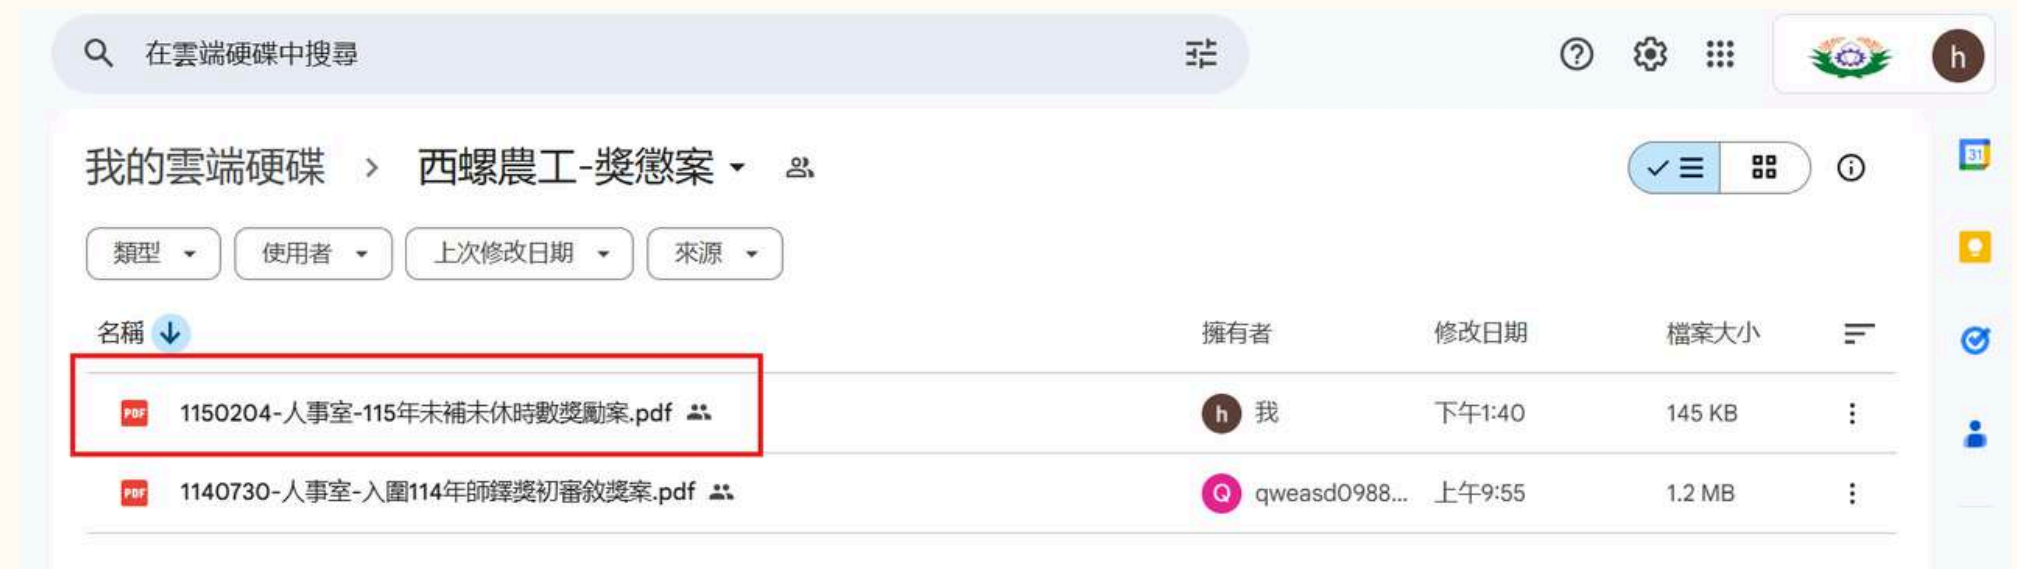 在雲端硬碟中搜尋
h
我的雲端硬碟 > 西螺農工-獎懲案
31
類型 使用者 上次修改日期 來源
名稱 擁有者 修改日期 檔案大小
PDF 1150204-人事室-115年未補未休時數獎勵案.pdf h 我 下午1:40 145 KB
PDF 1140730-人事室-入圍114年師鐸獎初審敘獎案.pdf Q qweasd0988... 上午9:55 1.2 MB